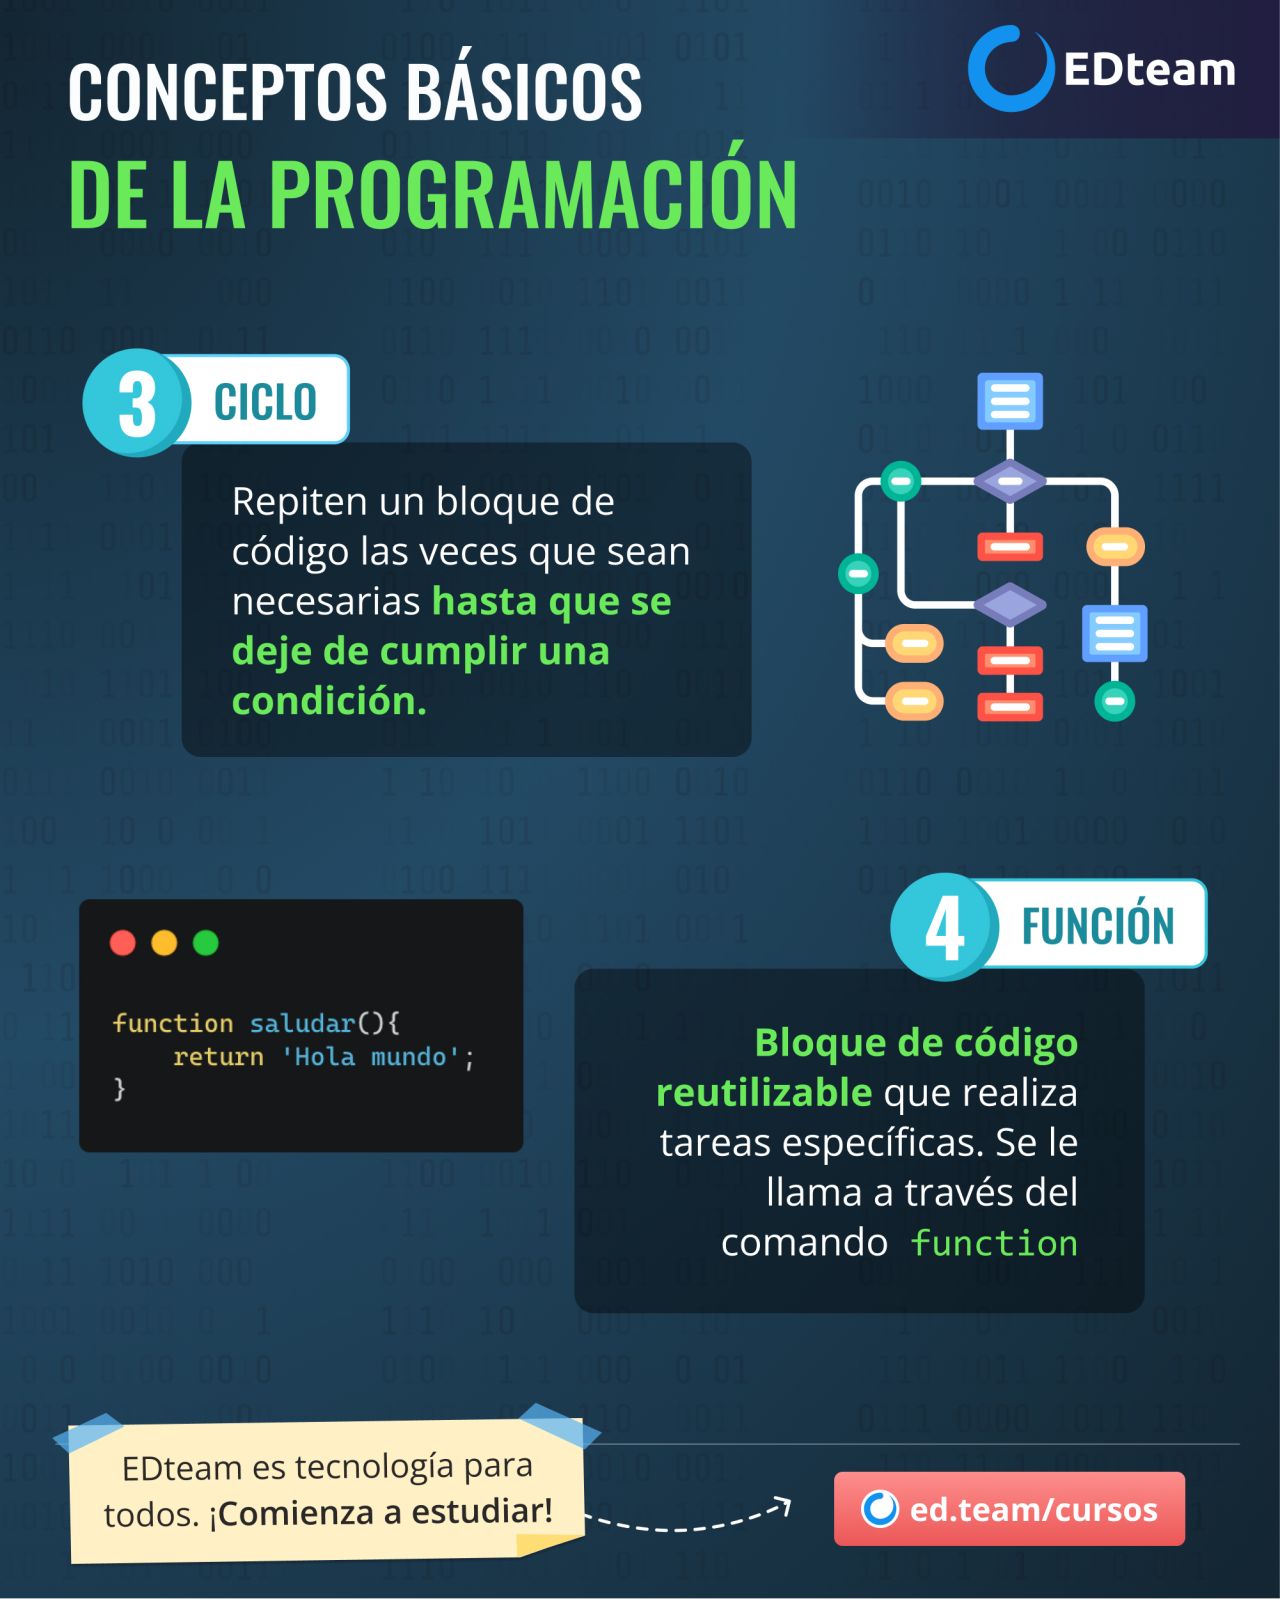 CONCEPTOS BÁSICOS
DE LA PROGRAMACIÓN
EDteam
3 CICLO
Repiten un bloque de
código las veces que sean
necesarias hasta que se
deje de cumplir una
condición.
4 FUNCIÓN
function saludar(){
    return 'Hola mundo';
}
Bloque de código
reutilizable que realiza
tareas específicas. Se le
llama a través del
comando function
EDteam es tecnología para
todos. ¡Comienza a estudiar!
ed.team/cursos